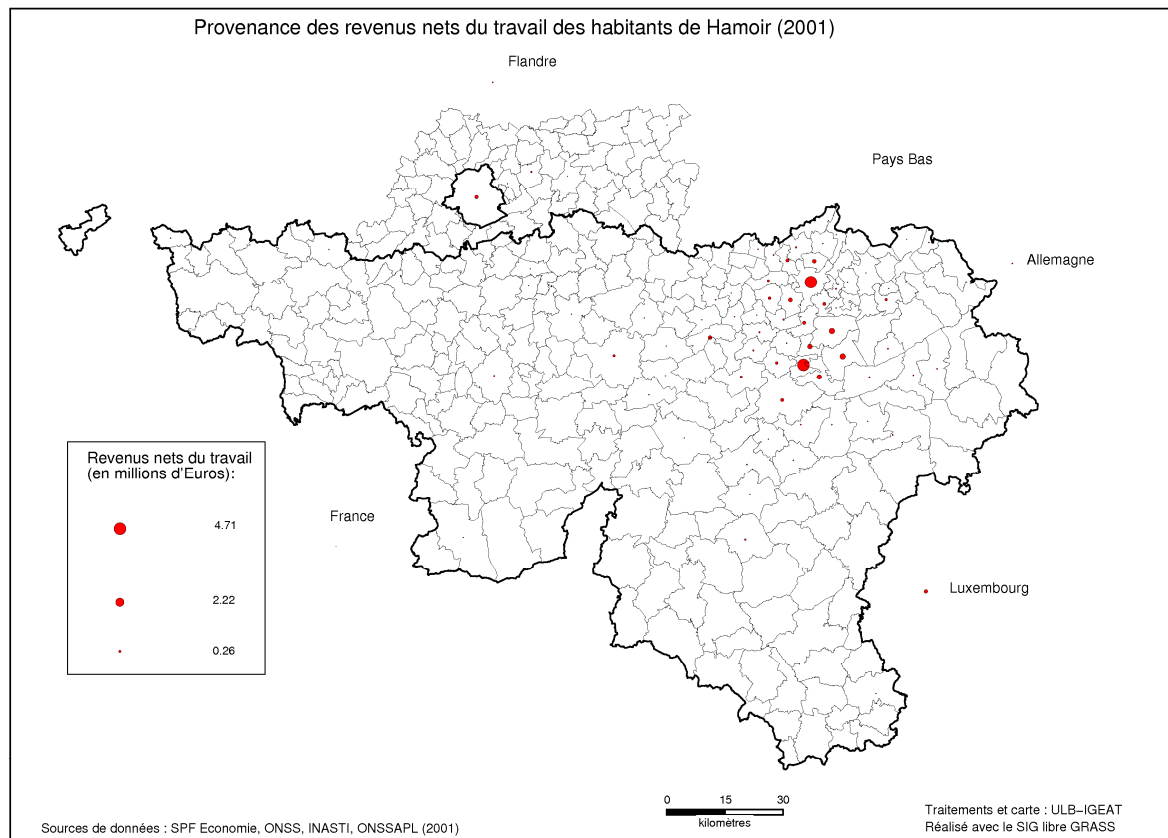 Provenance des revenus nets du travail des habitants de Hamoir (2001)
Flandre
Pays Bas
Allemagne
Revenus nets du travail
(en millions d'Euros):
4.71
2.22
0.26
France
Luxembourg
0 15 30
kilomètres
Sources de données : SPF Economie, ONSS, INASTI, ONSSAPL (2001)
Traitements et carte : ULB–IGEAT
Réalisé avec le SIG libre GRASS